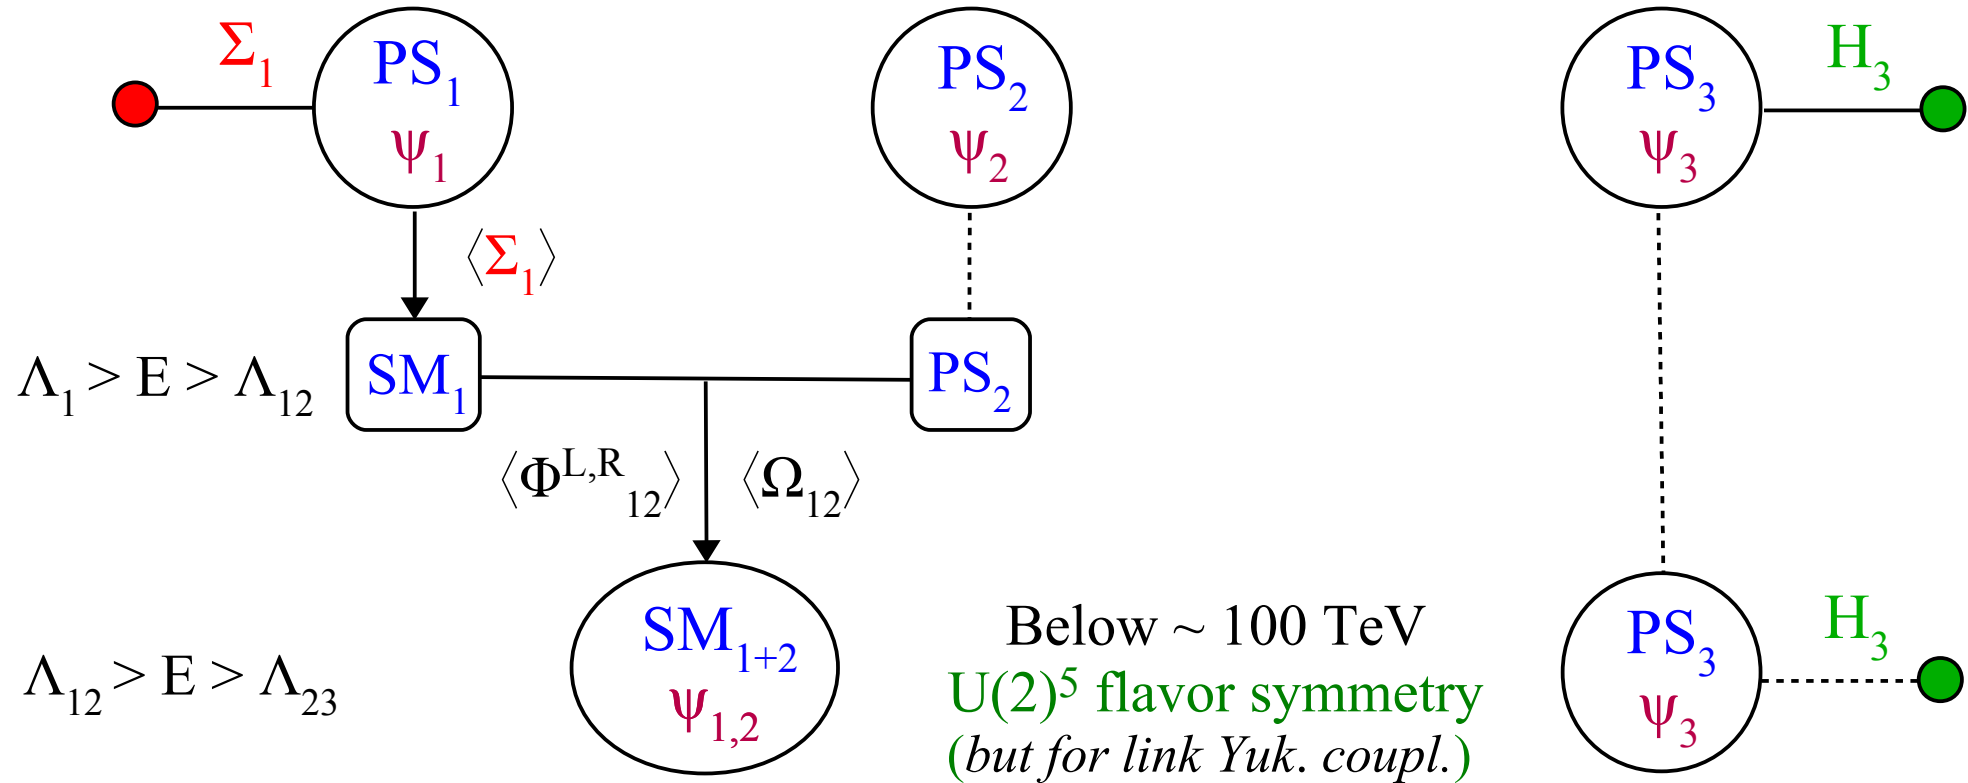 Σ₁
PS₁
ψ₁
PS₂
ψ₂
PS₃
ψ₃
H₃
⟨Σ₁⟩
Λ₁ > E > Λ₁₂
SM₁
PS₂
⟨Φᴸ,ᴿ₁₂⟩
⟨Ω₁₂⟩
Λ₁₂ > E > Λ₂₃
SM₁₊₂
ψ₁,₂
Below ~ 100 TeV
U(2)⁵ flavor symmetry
(but for link Yuk. coupl.)
PS₃
ψ₃
H₃